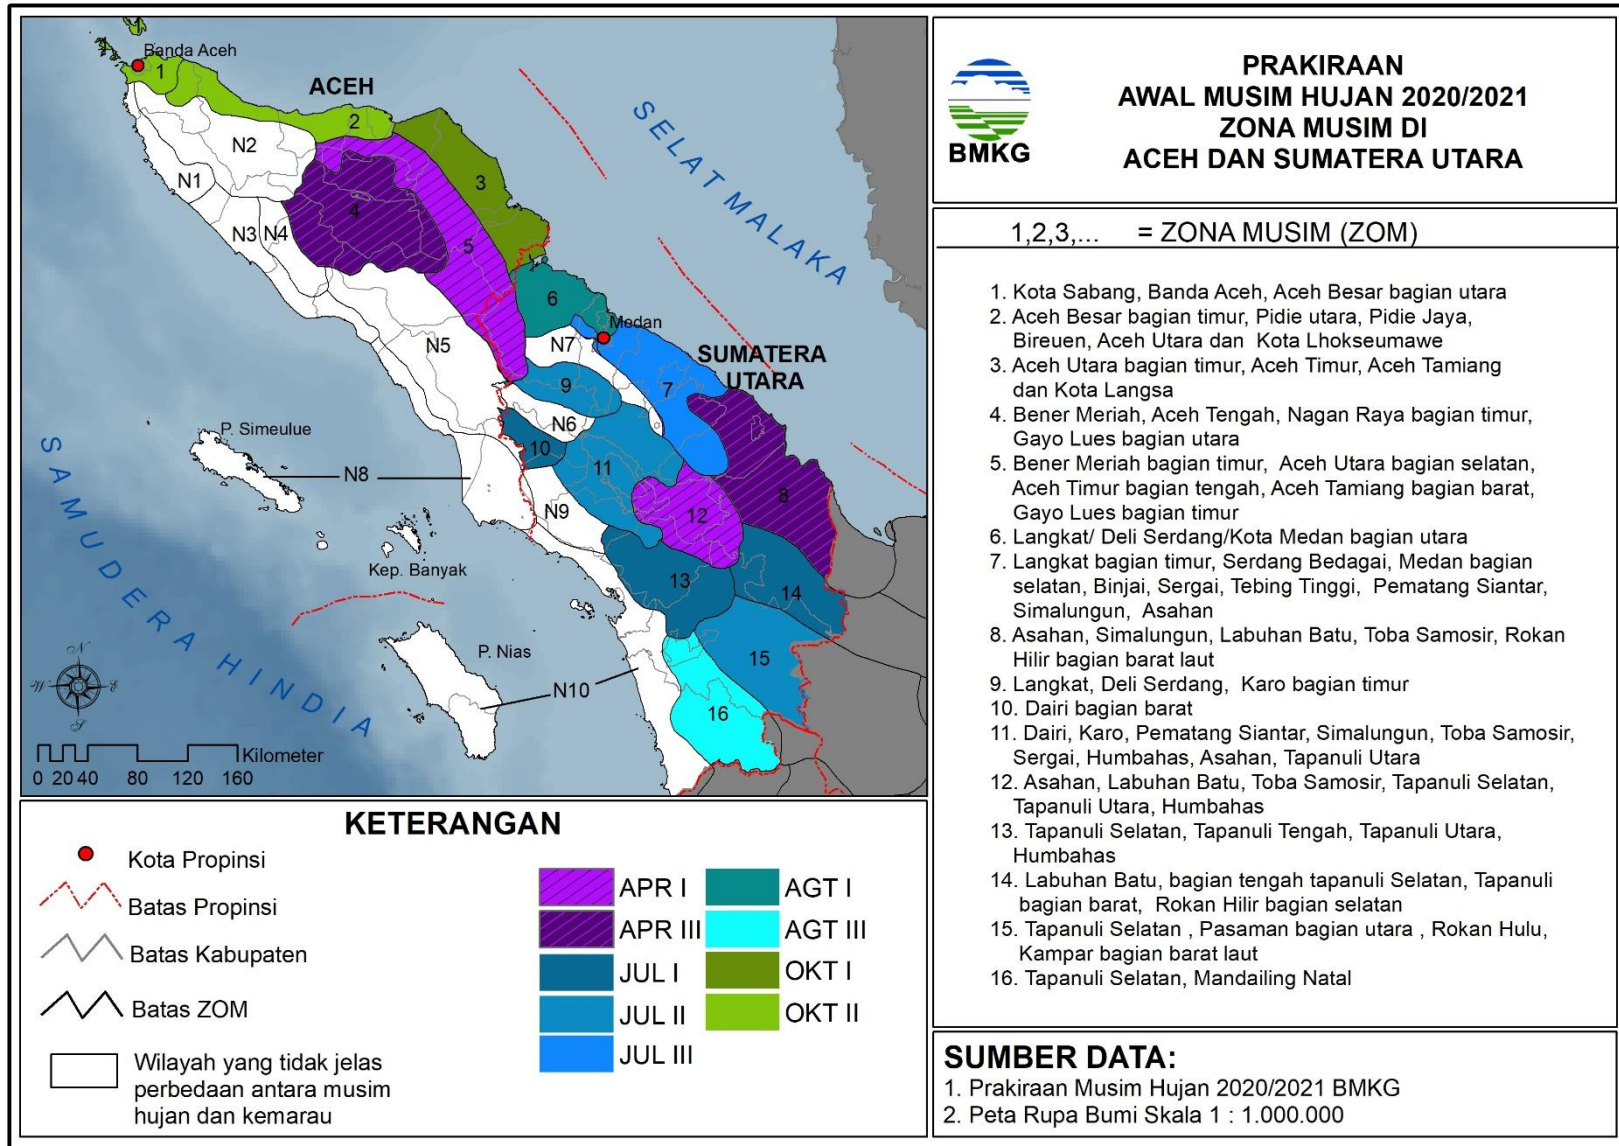 Banda Aceh
1
ACEH
2
N2
N1
3
4
N3
N4
5
SELAT MALAKA
6
Medan
N5
N7
SUMATERA
UTARA
9
7
N6
P. Simeulue
10
11
N8
8
12
N9
SAMUDERA HINDIA
Kep. Banyak
13
14
P. Nias
15
N10
16
N
W
E
S
Kilometer
0 20 40 80 120 160
KETERANGAN
Kota Propinsi
Batas Propinsi
Batas Kabupaten
Batas ZOM
Wilayah yang tidak jelas
perbedaan antara musim
hujan dan kemarau
APR I
APR III
JUL I
JUL II
JUL III
AGT I
AGT III
OKT I
OKT II
BMKG
PRAKIRAAN
AWAL MUSIM HUJAN 2020/2021
ZONA MUSIM DI
ACEH DAN SUMATERA UTARA
1,2,3,... = ZONA MUSIM (ZOM)
1. Kota Sabang, Banda Aceh, Aceh Besar bagian utara
2. Aceh Besar bagian timur, Pidie utara, Pidie Jaya,
Bireuen, Aceh Utara dan Kota Lhokseumawe
3. Aceh Utara bagian timur, Aceh Timur, Aceh Tamiang
dan Kota Langsa
4. Bener Meriah, Aceh Tengah, Nagan Raya bagian timur,
Gayo Lues bagian utara
5. Bener Meriah bagian timur, Aceh Utara bagian selatan,
Aceh Timur bagian tengah, Aceh Tamiang bagian barat,
Gayo Lues bagian timur
6. Langkat/ Deli Serdang/Kota Medan bagian utara
7. Langkat bagian timur, Serdang Bedagai, Medan bagian
selatan, Binjai, Sergai, Tebing Tinggi, Pematang Siantar,
Simalungun, Asahan
8. Asahan, Simalungun, Labuhan Batu, Toba Samosir, Rokan
Hilir bagian barat laut
9. Langkat, Deli Serdang, Karo bagian timur
10. Dairi bagian barat
11. Dairi, Karo, Pematang Siantar, Simalungun, Toba Samosir,
Sergai, Humbahas, Asahan, Tapanuli Utara
12. Asahan, Labuhan Batu, Toba Samosir, Tapanuli Selatan,
Tapanuli Utara, Humbahas
13. Tapanuli Selatan, Tapanuli Tengah, Tapanuli Utara,
Humbahas
14. Labuhan Batu, bagian tengah tapanuli Selatan, Tapanuli
bagian barat, Rokan Hilir bagian selatan
15. Tapanuli Selatan , Pasaman bagian utara , Rokan Hulu,
Kampar bagian barat laut
16. Tapanuli Selatan, Mandailing Natal
SUMBER DATA:
1. Prakiraan Musim Hujan 2020/2021 BMKG
2. Peta Rupa Bumi Skala 1 : 1.000.000